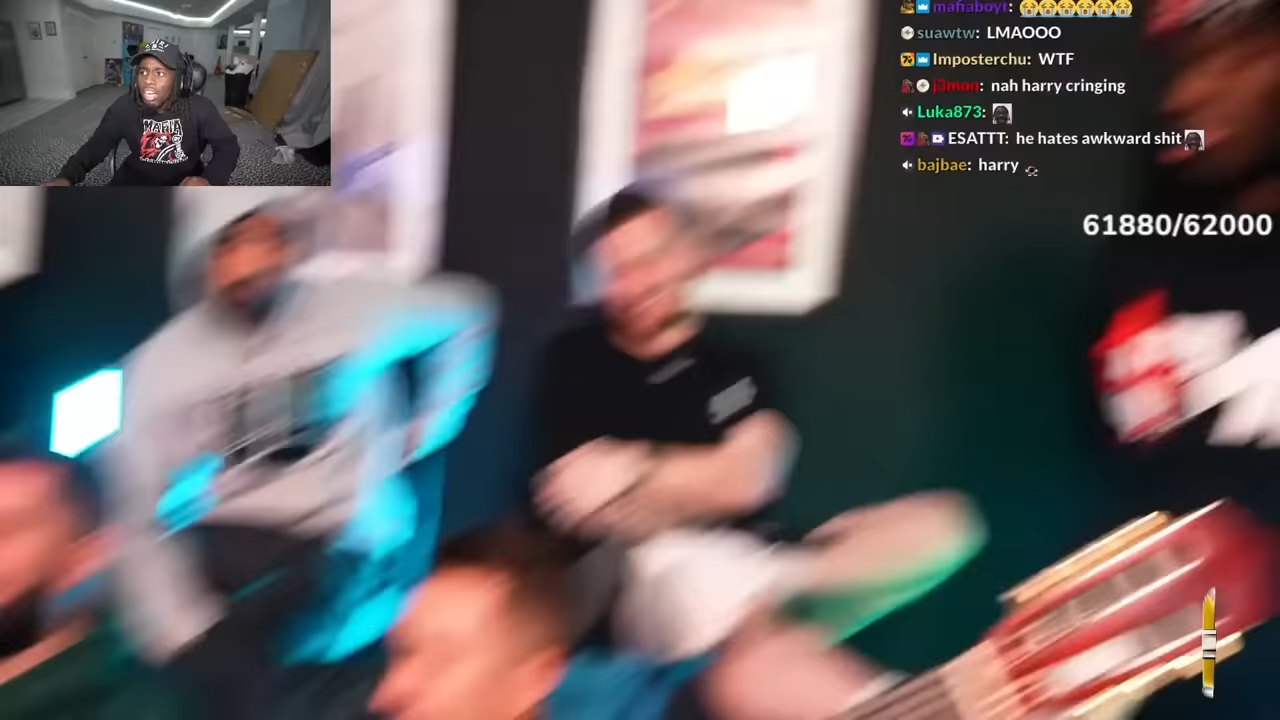 mafiaboyt: 😭😭😭😭😭😭
suawtw: LMAOOO
Imposterchu: WTF
j3mon: nah harry cringing
Luka873:
ESATTT: he hates awkward shit
bajbae: harry
61880/62000
MAFIA